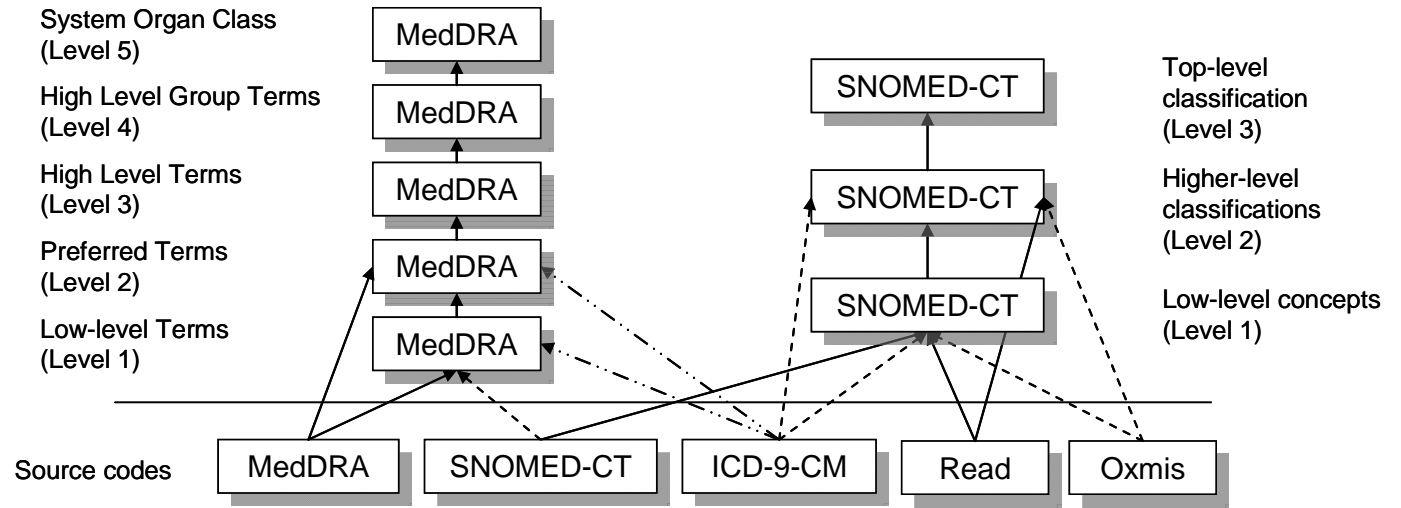 System Organ Class
(Level 5)
MedDRA
High Level Group Terms
(Level 4)
MedDRA
High Level Terms
(Level 3)
MedDRA
Preferred Terms
(Level 2)
MedDRA
Low-level Terms
(Level 1)
MedDRA
SNOMED-CT
Top-level
classification
(Level 3)
SNOMED-CT
Higher-level
classifications
(Level 2)
SNOMED-CT
Low-level concepts
(Level 1)
Source codes
MedDRA
SNOMED-CT
ICD-9-CM
Read
Oxmis